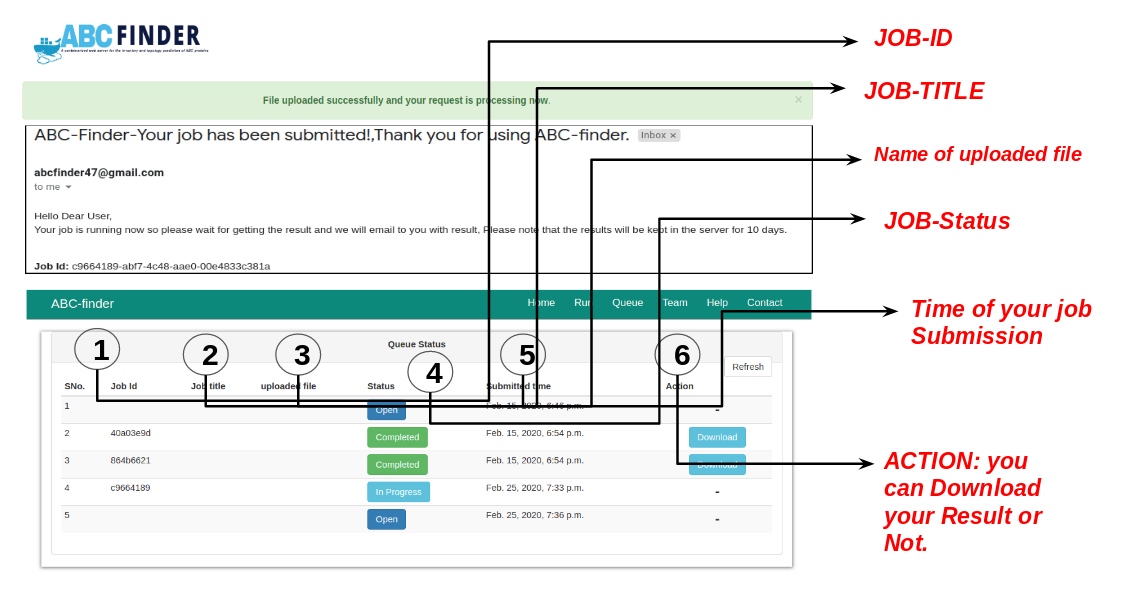 ABC FINDER
A containerized web server for the inventory and topology prediction of ABC proteins
JOB-ID
JOB-TITLE
File uploaded successfully and your request is processing now. ×
ABC-Finder-Your job has been submitted!,Thank you for using ABC-finder. Inbox ×
Name of uploaded file
abcfinder47@gmail.com
to me
Hello Dear User,
JOB-Status
Your job is running now so please wait for getting the result and we will email to you with result, Please note that the results will be kept in the server for 10 days.
Job Id: c9664189-abf7-4c48-aae0-00e4833c381a
ABC-finder Home Run Queue Team Help Contact
Time of your job
Submission
Queue Status
1 2 3 4 5 6
Refresh
SNo. Job Id Job title uploaded file Status Submitted time Action
1 Open Feb. 15, 2020, 6:46 p.m. -
2 40a03e9d Completed Feb. 15, 2020, 6:54 p.m. Download
3 864b6621 Completed Feb. 15, 2020, 6:54 p.m. Download
4 c9664189 In Progress Feb. 25, 2020, 7:33 p.m. -
5 Open Feb. 25, 2020, 7:36 p.m. -
ACTION: you
can Download
your Result or
Not.